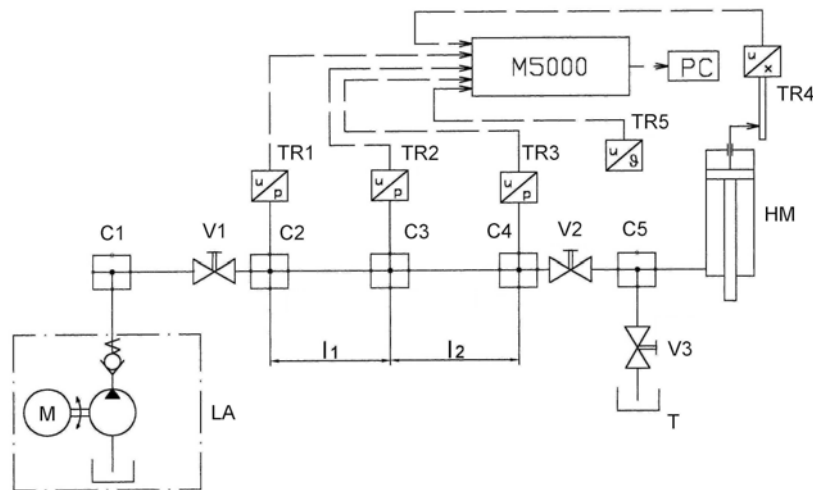 u
x
M5000
PC
TR4
TR5
u
ϑ
TR1
TR2
TR3
u
p
u
p
u
p
HM
C1
V1
C2
C3
C4
V2
C5
l1
l2
V3
M
LA
T